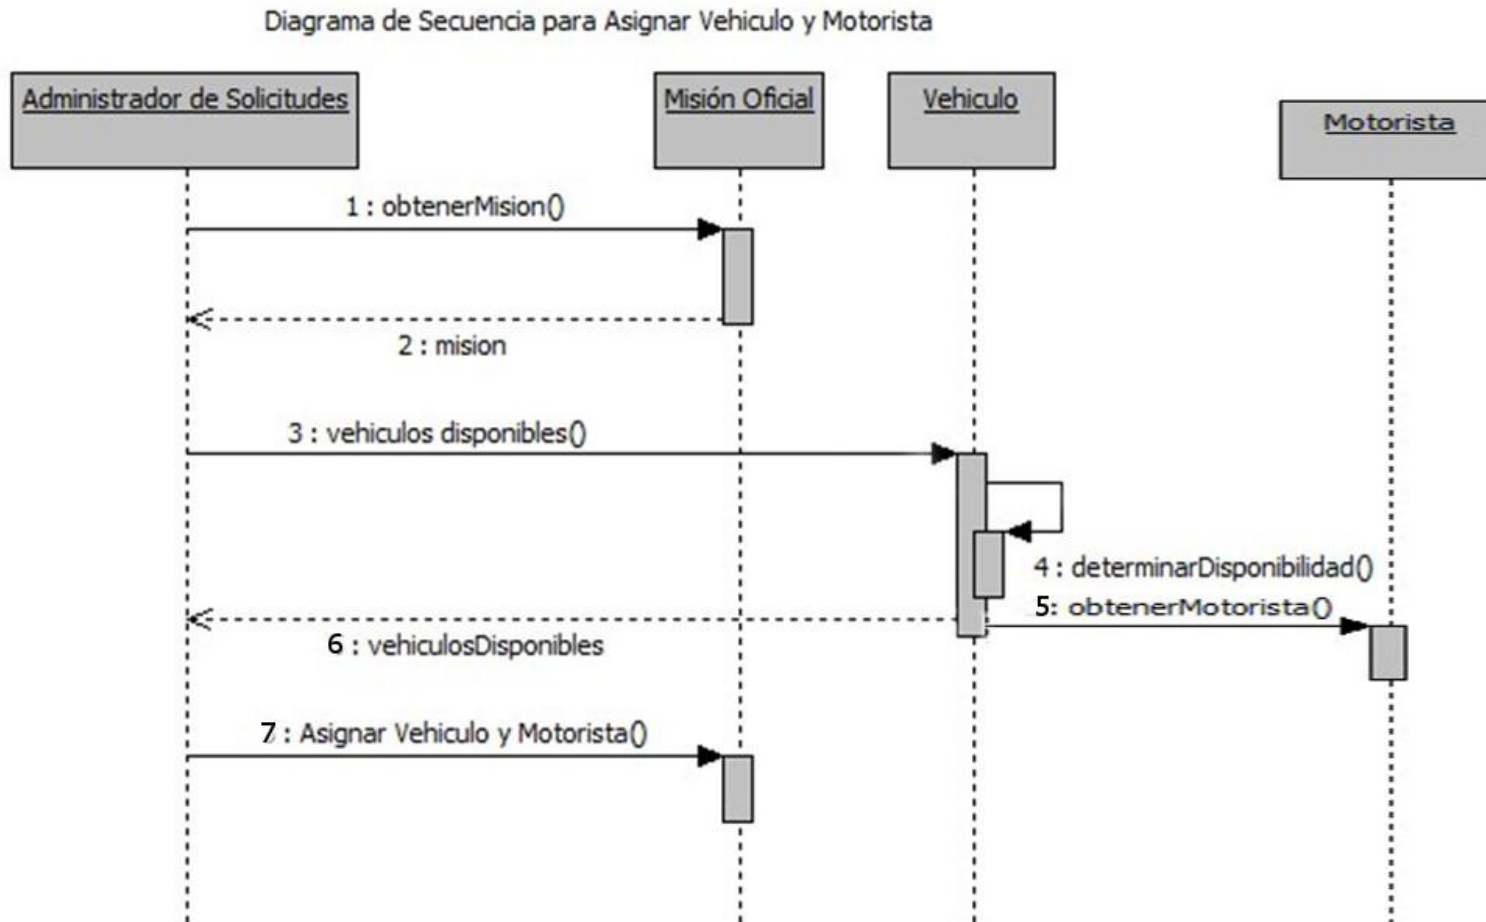 Diagrama de Secuencia para Asignar Vehiculo y Motorista
Administrador de Solicitudes
Misión Oficial
Vehiculo
Motorista
1 : obtenerMision()
2 : mision
3 : vehiculos disponibles()
4 : determinarDisponibilidad()
5: obtenerMotorista()
6 : vehiculosDisponibles
7 : Asignar Vehiculo y Motorista()